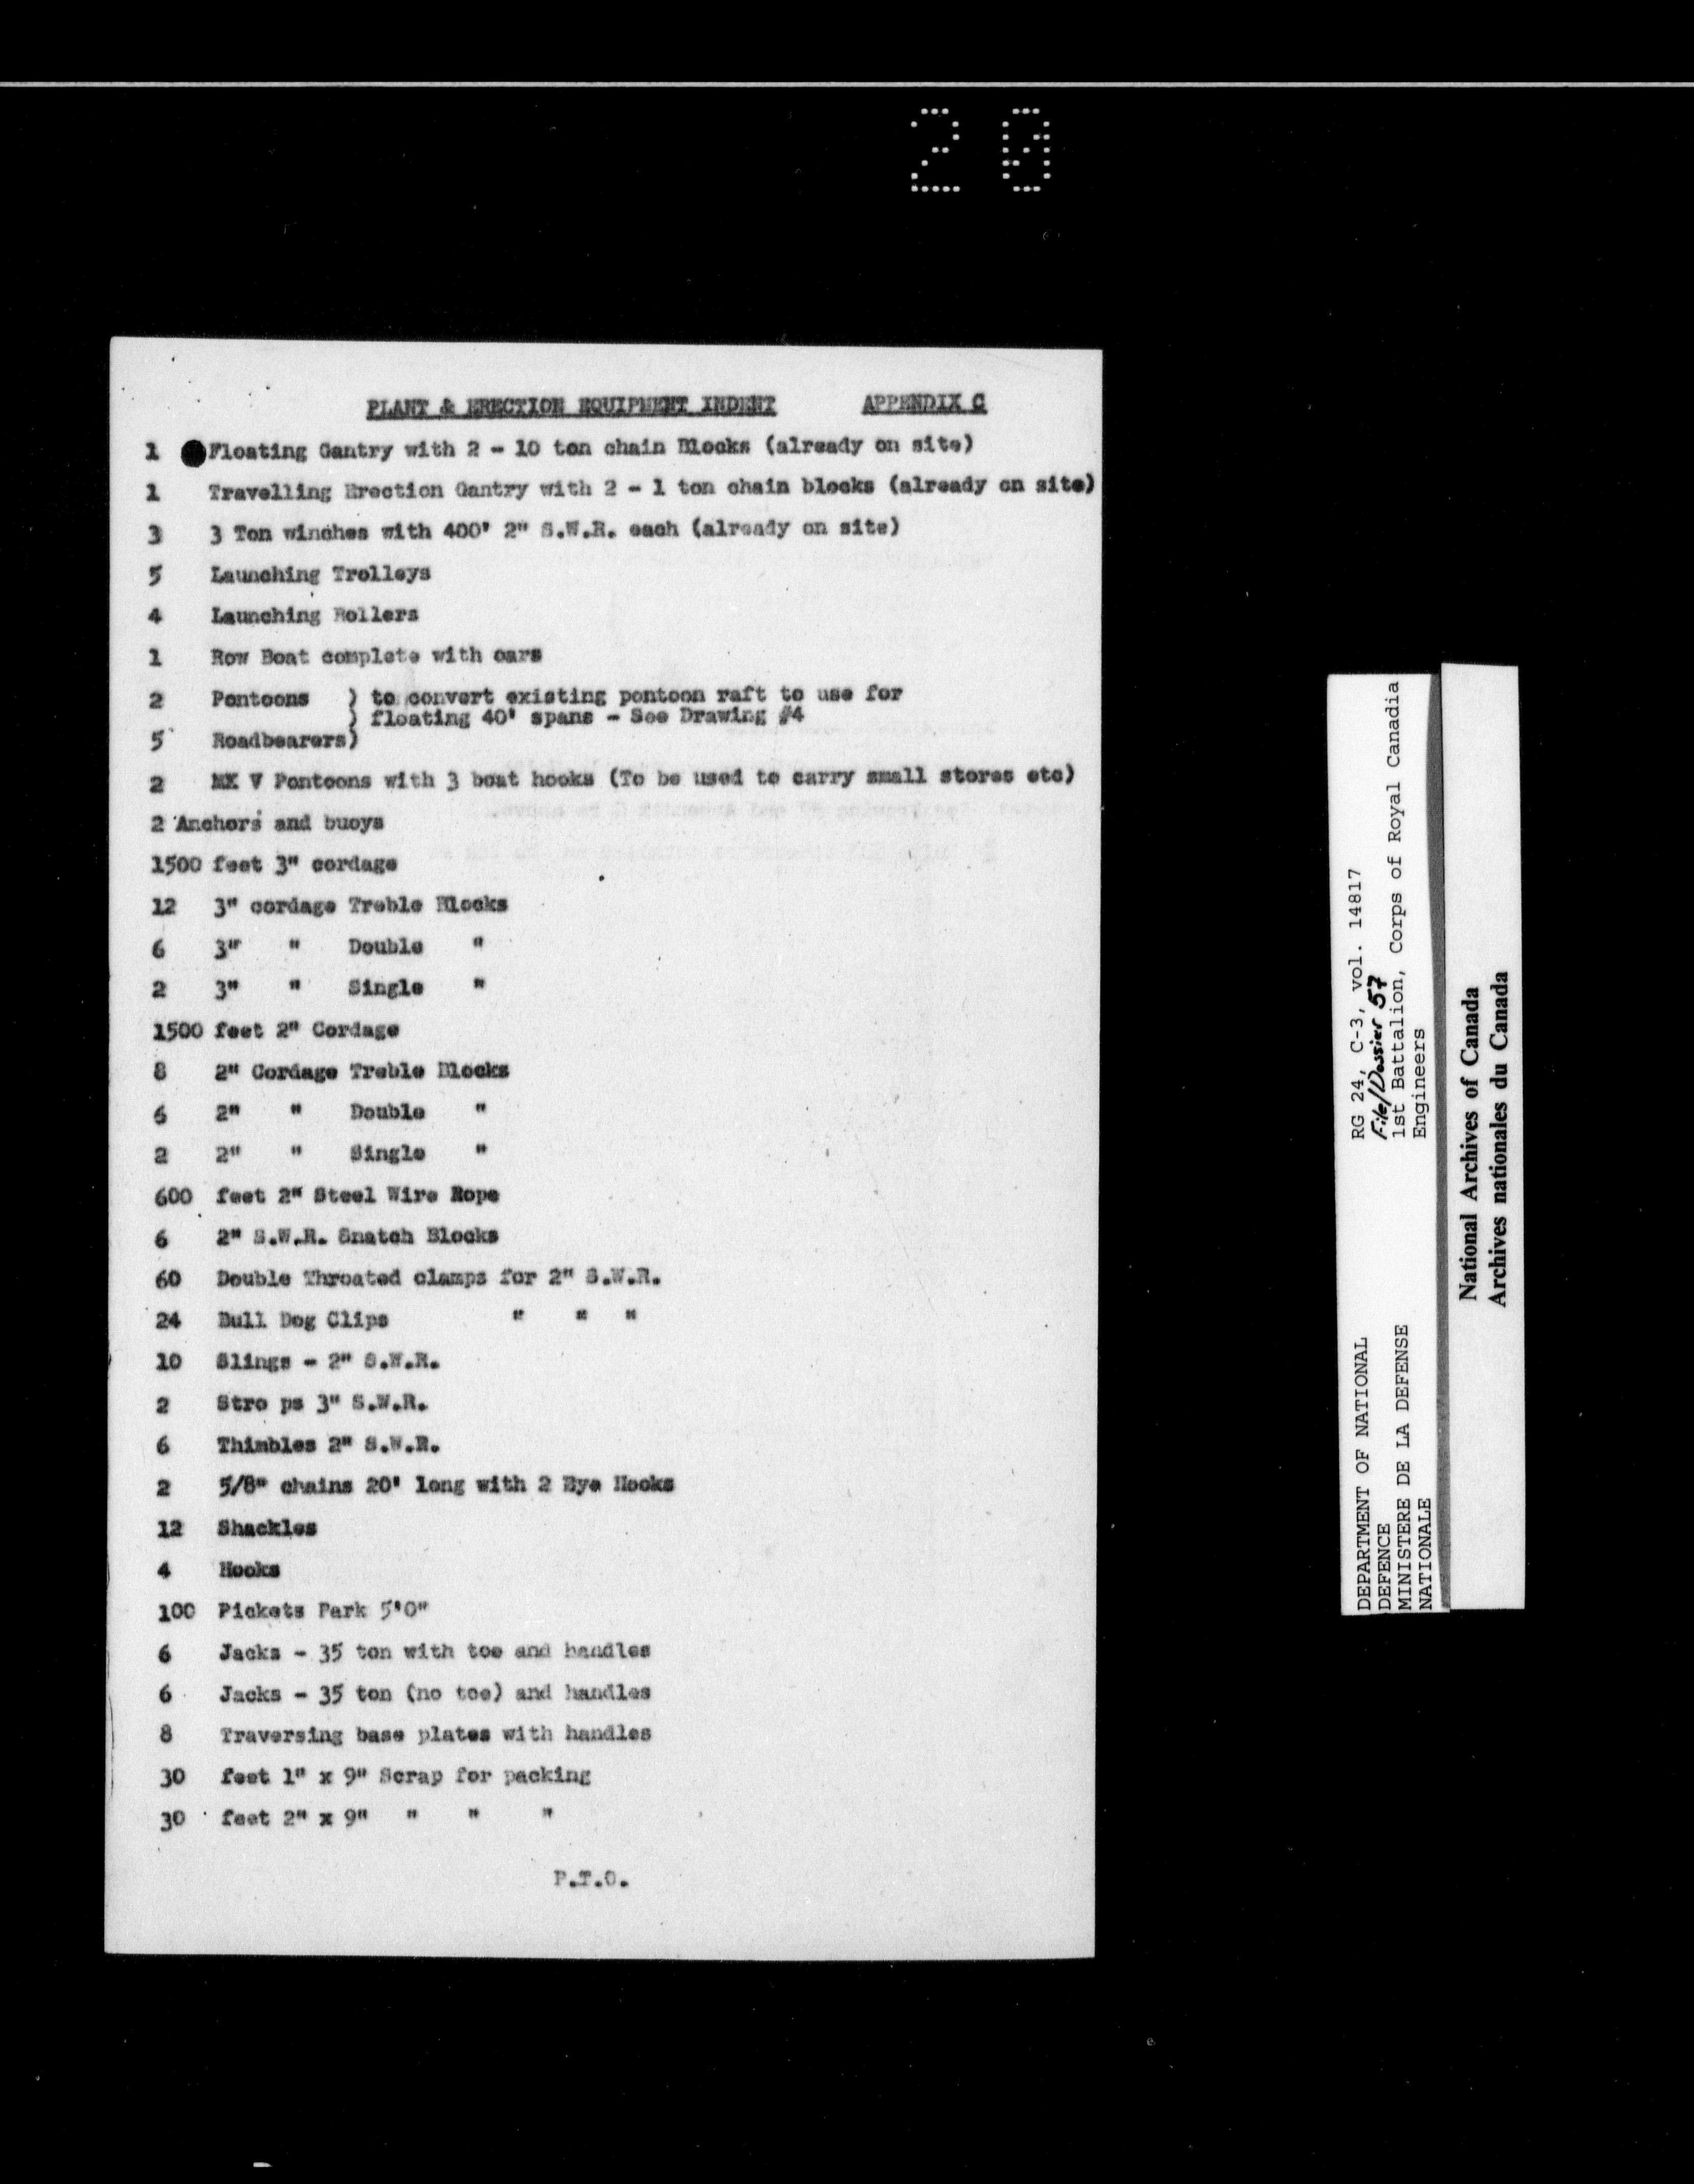 20
PLANT & ERECTION EQUIPMENT INDENT APPENDIX C
1 Floating Gantry with 2 - 10 ton chain Blocks (already on site)
1 Travelling Erection Gantry with 2 - 1 ton chain blocks (already on site)
3 3 Ton winches with 400' 2" S.W.R. each (already on site)
5 Launching Trolleys
4 Launching Rollers
1 Row Boat complete with oars
2 Pontoons ) to convert existing pontoon raft to use for
) floating 40' spans - See Drawing #4
5 Roadbearers)
2 MK V Pontoons with 3 boat hooks (To be used to carry small stores etc)
2 Anchors and buoys
1500 feet 3" cordage
12 3" cordage Treble Blocks
6 3" " Double "
2 3" " Single "
1500 feet 2" Cordage
8 2" Cordage Treble Blocks
6 2" " Double "
2 2" " Single "
600 feet 2" Steel Wire Rope
6 2" S.W.R. Snatch Blocks
60 Double Throated clamps for 2" S.W.R.
24 Bull Dog Clips " " "
10 Slings - 2" S.W.R.
2 Stro ps 3" S.W.R.
6 Thimbles 2" S.W.R.
2 5/8" chains 20' long with 2 Eye Hooks
12 Shackles
4 Hooks
100 Pickets Park 5'0"
6 Jacks - 35 ton with toe and handles
6 Jacks - 35 ton (no toe) and handles
8 Traversing base plates with handles
30 feet 1" x 9" Scrap for packing
30 feet 2" x 9" " " "
P.T.O.
DEPARTMENT OF NATIONAL
DEFENCE
MINISTERE DE LA DEFENSE
NATIONALE
RG 24, C-3, vol. 14817
File/Dossier 57
1st Battalion, Corps of Royal Canadia
Engineers
National Archives of Canada
Archives nationales du Canada